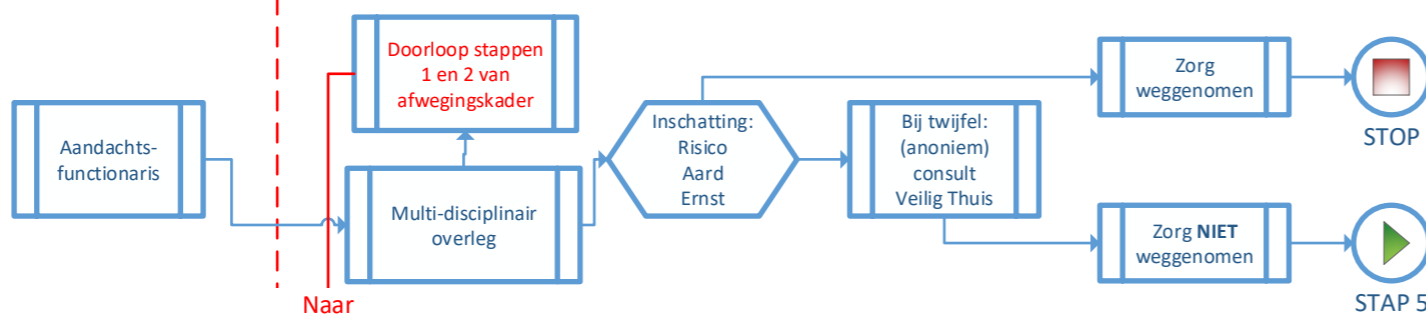 Aandachts-
functionaris
Doorloop stappen
1 en 2 van
afwegingskader
Multi-disciplinair
overleg
Naar
Inschatting:
Risico
Aard
Ernst
Bij twijfel:
(anoniem)
consult
Veilig Thuis
Zorg
weggenomen
STOP
Zorg NIET
weggenomen
STAP 5